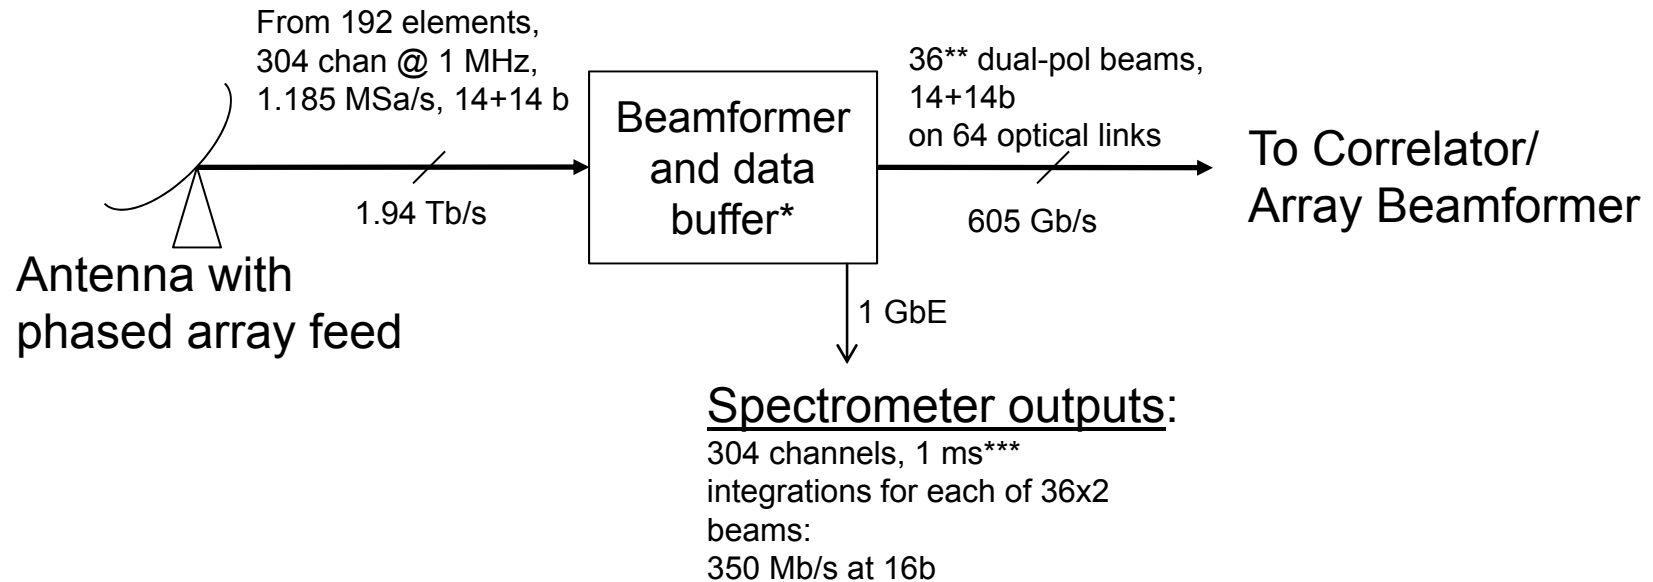 From 192 elements,
304 chan @ 1 MHz,
1.185 MSa/s, 14+14 b
1.94 Tb/s
Antenna with
phased array feed
Beamformer
and data
buffer*
36** dual-pol beams,
14+14b
on 64 optical links
605 Gb/s
To Correlator/
Array Beamformer
1 GbE
Spectrometer outputs:
304 channels, 1 ms***
integrations for each of 36x2
beams:
350 Mb/s at 16b